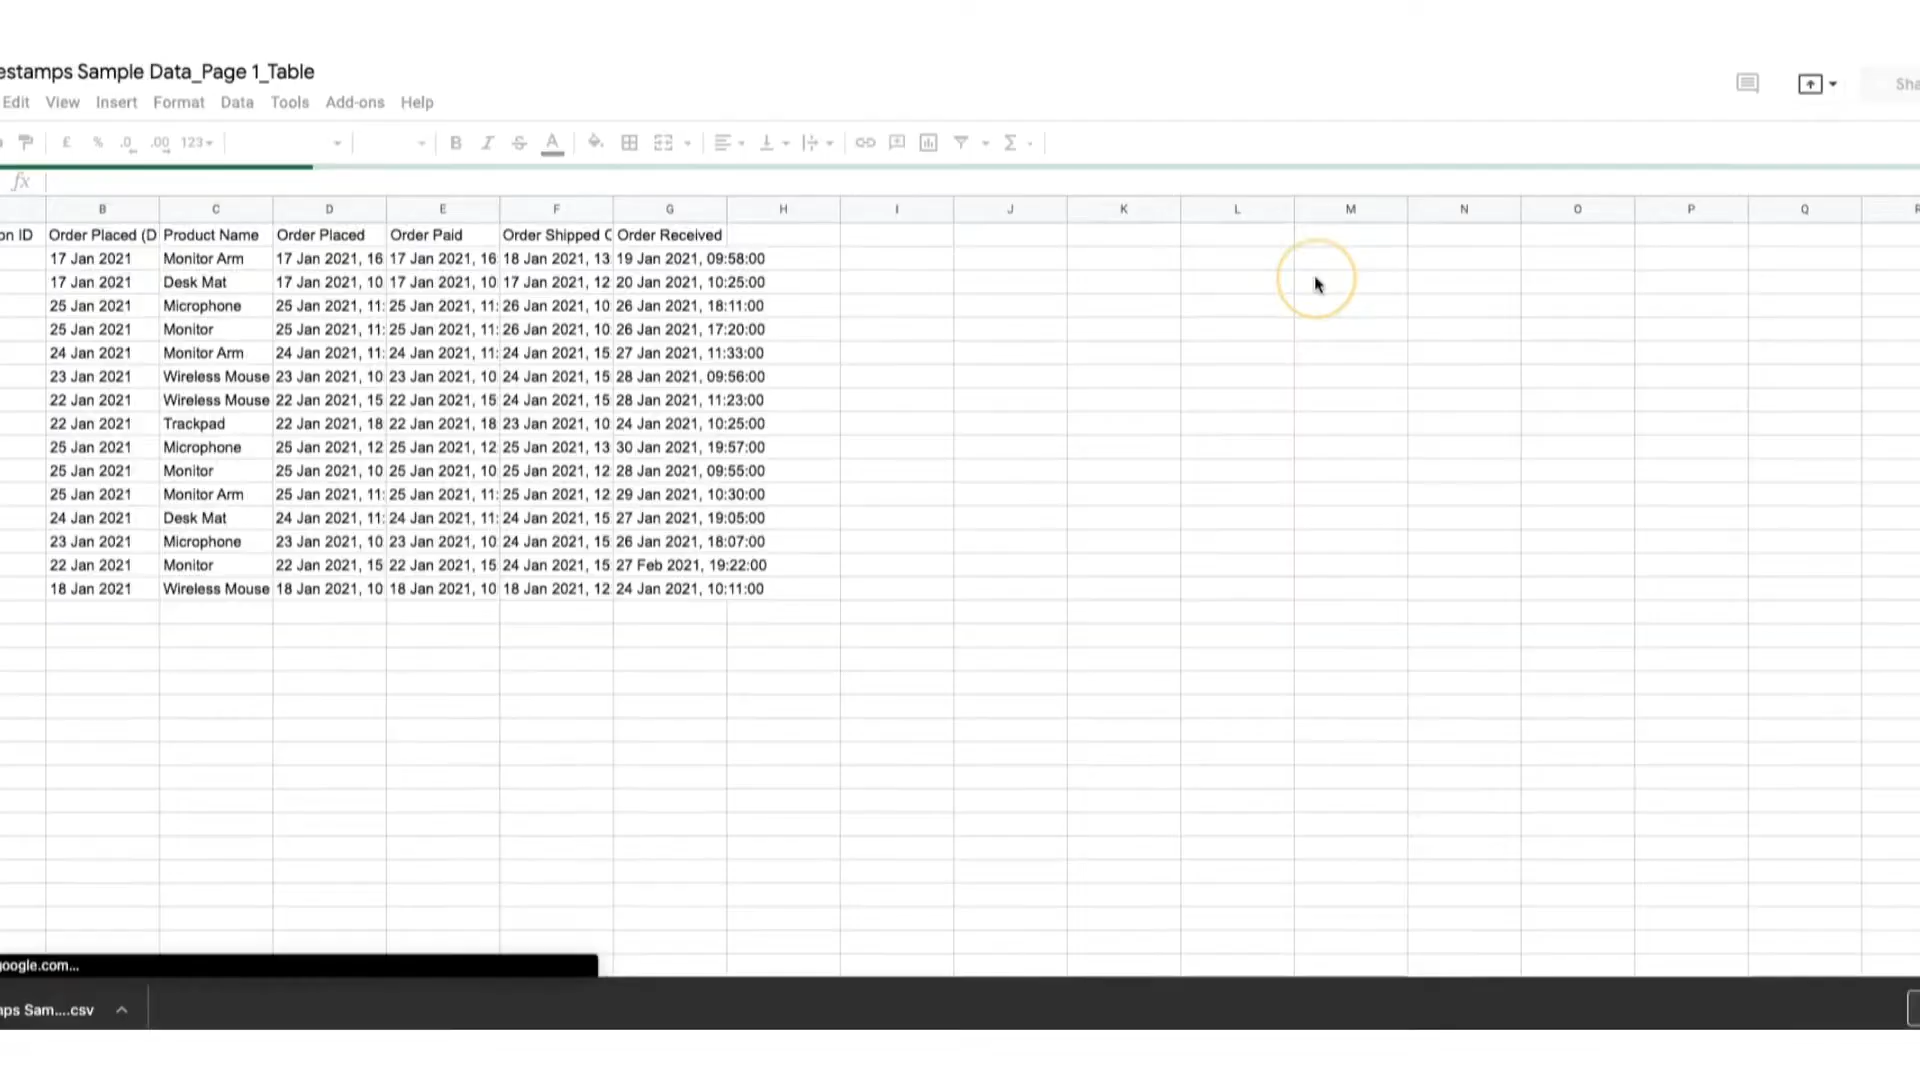 estamps Sample Data_Page 1_Table
Edit View Insert Format Data Tools Add-ons Help
Sha
£ % .0 .00 123 B I S A Σ
fx
B C D E F G H I J K L M N O P Q
on ID Order Placed (D Product Name Order Placed Order Paid Order Shipped C Order Received
17 Jan 2021 Monitor Arm 17 Jan 2021, 16 17 Jan 2021, 16 18 Jan 2021, 13 19 Jan 2021, 09:58:00
17 Jan 2021 Desk Mat 17 Jan 2021, 10 17 Jan 2021, 10 17 Jan 2021, 12 20 Jan 2021, 10:25:00
25 Jan 2021 Microphone 25 Jan 2021, 11: 25 Jan 2021, 11: 26 Jan 2021, 10 26 Jan 2021, 18:11:00
25 Jan 2021 Monitor 25 Jan 2021, 11: 25 Jan 2021, 11: 26 Jan 2021, 10 26 Jan 2021, 17:20:00
24 Jan 2021 Monitor Arm 24 Jan 2021, 11: 24 Jan 2021, 11: 24 Jan 2021, 15 27 Jan 2021, 11:33:00
23 Jan 2021 Wireless Mouse 23 Jan 2021, 10 23 Jan 2021, 10 24 Jan 2021, 15 28 Jan 2021, 09:56:00
22 Jan 2021 Wireless Mouse 22 Jan 2021, 15 22 Jan 2021, 15 24 Jan 2021, 15 28 Jan 2021, 11:23:00
22 Jan 2021 Trackpad 22 Jan 2021, 18 22 Jan 2021, 18 23 Jan 2021, 10 24 Jan 2021, 10:25:00
25 Jan 2021 Microphone 25 Jan 2021, 12 25 Jan 2021, 12 25 Jan 2021, 13 30 Jan 2021, 19:57:00
25 Jan 2021 Monitor 25 Jan 2021, 10 25 Jan 2021, 10 25 Jan 2021, 12 28 Jan 2021, 09:55:00
25 Jan 2021 Monitor Arm 25 Jan 2021, 11: 25 Jan 2021, 11: 25 Jan 2021, 12 29 Jan 2021, 10:30:00
24 Jan 2021 Desk Mat 24 Jan 2021, 11: 24 Jan 2021, 11: 24 Jan 2021, 15 27 Jan 2021, 19:05:00
23 Jan 2021 Microphone 23 Jan 2021, 10 23 Jan 2021, 10 24 Jan 2021, 15 26 Jan 2021, 18:07:00
22 Jan 2021 Monitor 22 Jan 2021, 15 22 Jan 2021, 15 24 Jan 2021, 15 27 Feb 2021, 19:22:00
18 Jan 2021 Wireless Mouse 18 Jan 2021, 10 18 Jan 2021, 10 18 Jan 2021, 12 24 Jan 2021, 10:11:00
google.com...
mps Sam....csv